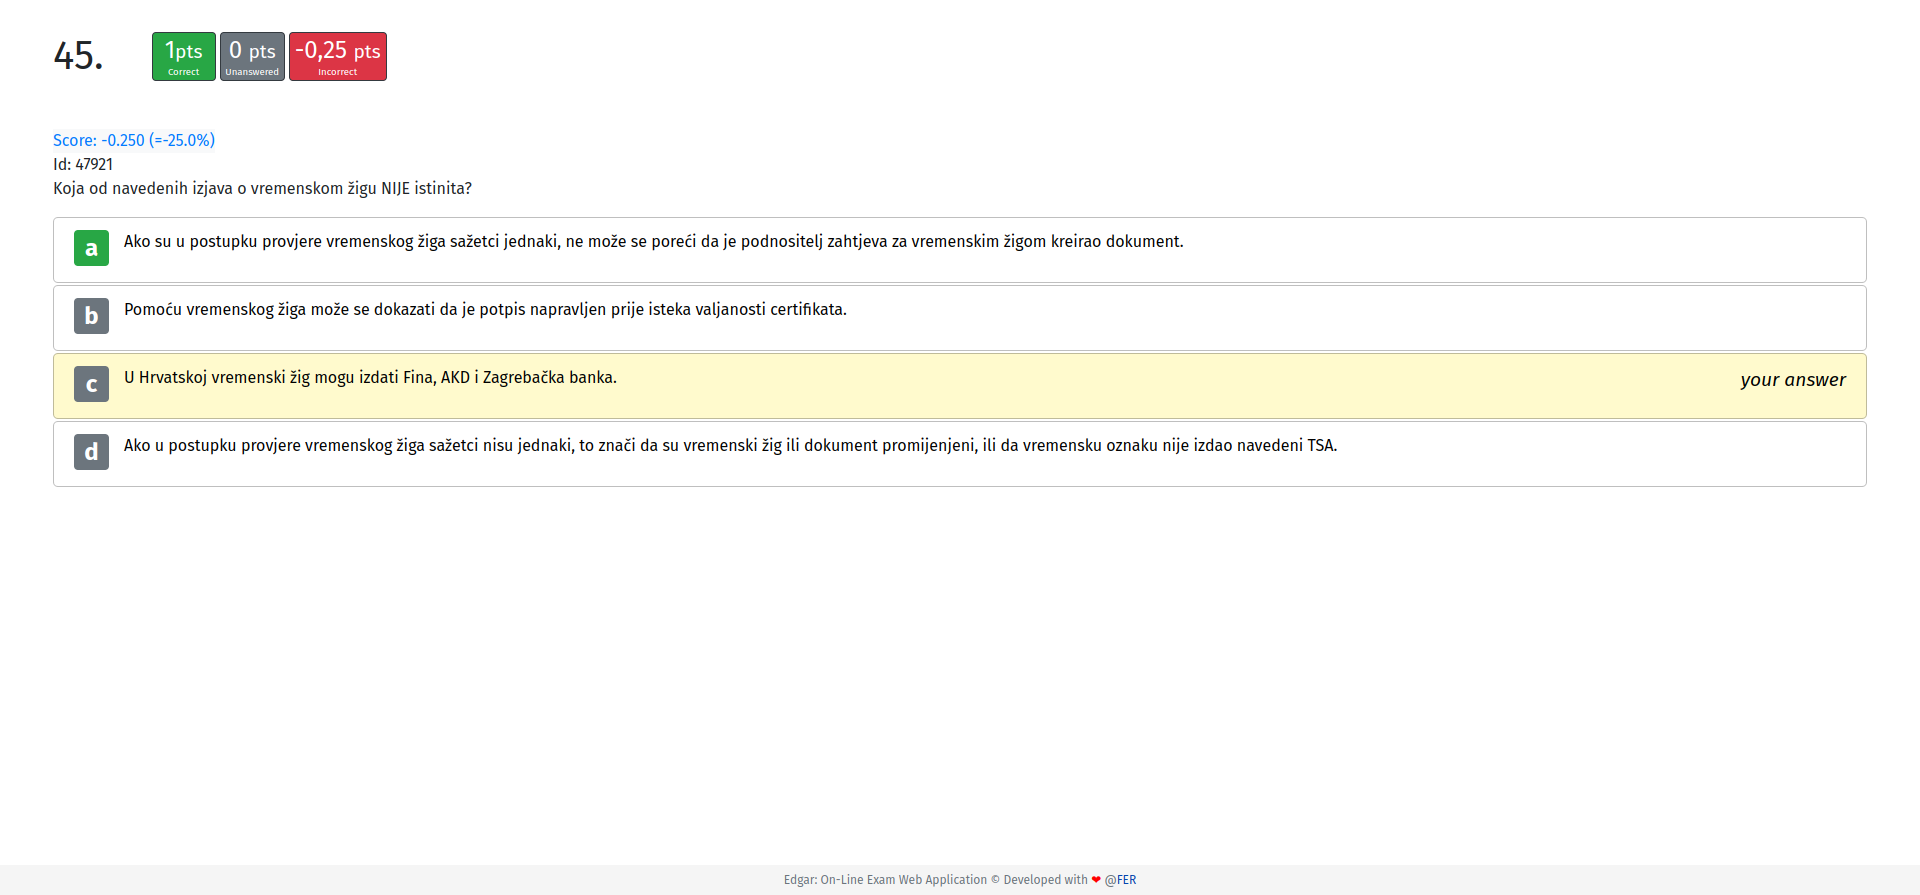 45.
1pts
Correct
0 pts
Unanswered
-0,25 pts
Incorrect
Score: -0.250 (=-25.0%)
Id: 47921
Koja od navedenih izjava o vremenskom žigu NIJE istinita?
a Ako su u postupku provjere vremenskog žiga sažetci jednaki, ne može se poreći da je podnositelj zahtjeva za vremenskim žigom kreirao dokument.
b Pomoću vremenskog žiga može se dokazati da je potpis napravljen prije isteka valjanosti certifikata.
c U Hrvatskoj vremenski žig mogu izdati Fina, AKD i Zagrebačka banka. your answer
d Ako u postupku provjere vremenskog žiga sažetci nisu jednaki, to znači da su vremenski žig ili dokument promijenjeni, ili da vremensku oznaku nije izdao navedeni TSA.
Edgar: On-Line Exam Web Application © Developed with ❤ @FER